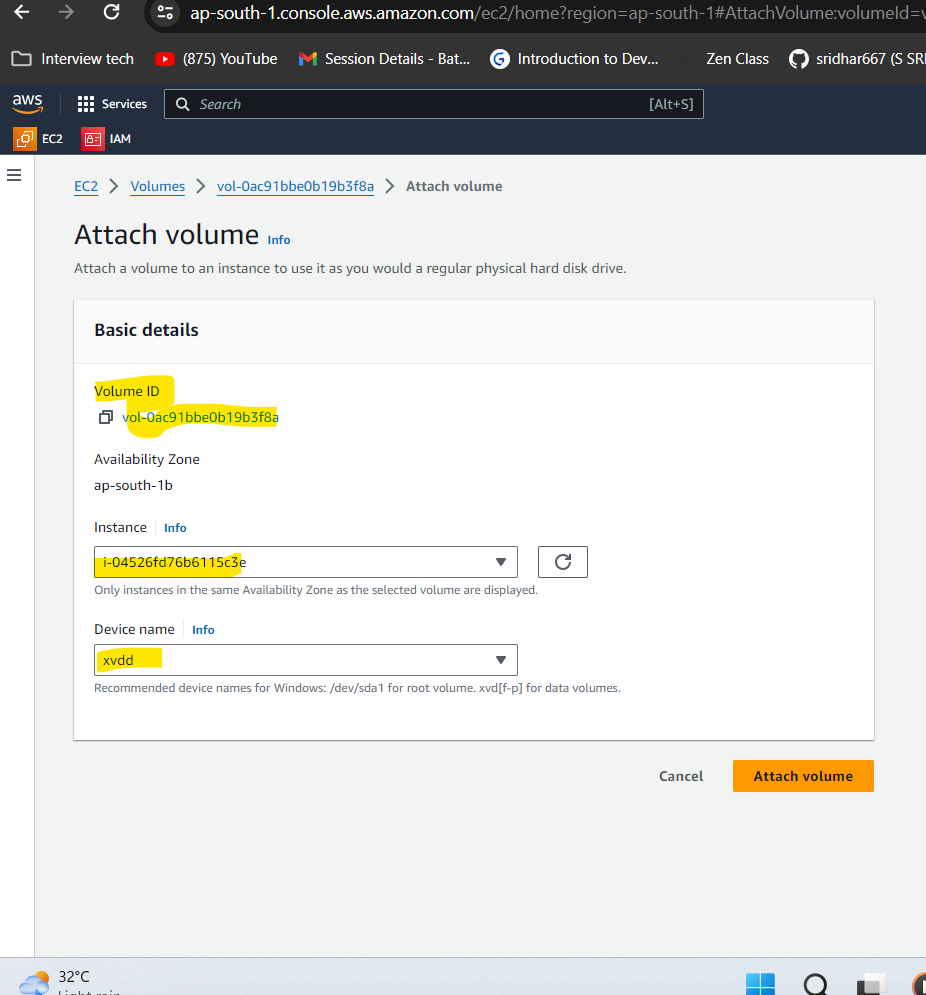 ap-south-1.console.aws.amazon.com/ec2/home?region=ap-south-1#AttachVolume:volumeId=v
Interview tech (875) YouTube Session Details - Bat... Introduction to Dev... Zen Class sridhar667 (S SRI
aws Services Search [Alt+S]
EC2 IAM
EC2 > Volumes > vol-0ac91bbe0b19b3f8a > Attach volume
Attach volume Info
Attach a volume to an instance to use it as you would a regular physical hard disk drive.
Basic details
Volume ID
vol-0ac91bbe0b19b3f8a
Availability Zone
ap-south-1b
Instance Info
i-04526fd76b6115c3e
Only instances in the same Availability Zone as the selected volume are displayed.
Device name Info
xvdd
Recommended device names for Windows: /dev/sda1 for root volume. xvd[f-p] for data volumes.
Cancel Attach volume
32°C
Light rain